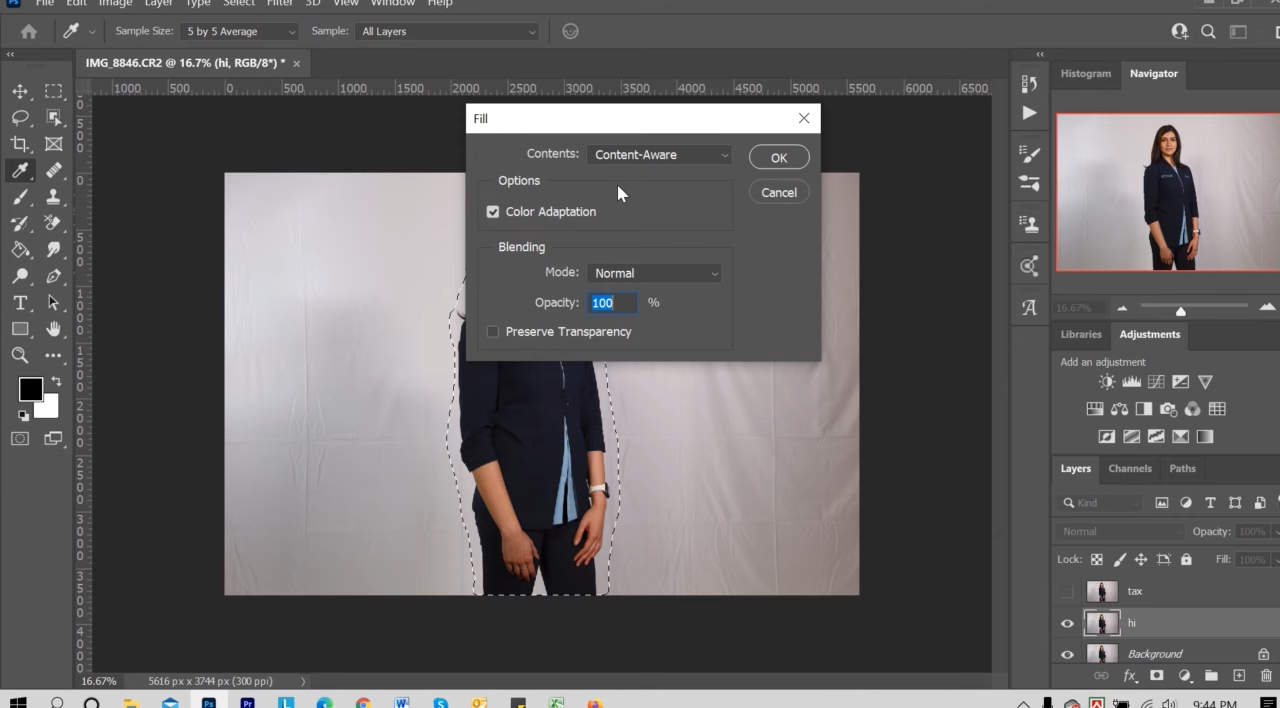 Ps File Edit Image Layer Type Select Filter 3D View Window Help
Sample Size: 5 by 5 Average Sample: All Layers
IMG_8846.CR2 @ 16.7% (hi, RGB/8*) * ×
1000 500 0 500 1000 1500 2000 2500 3000 3500 4000 4500 5000 5500 6000 6500
Histogram Navigator
Fill
Contents: Content-Aware
OK
Options
Cancel
Color Adaptation
Blending
Mode: Normal
Opacity: 100 %
Preserve Transparency
16.67%
Libraries Adjustments
Add an adjustment
Layers Channels Paths
Kind
Normal Opacity: 100%
Lock: Fill: 100%
tax
hi
Background
fx
16.67% 5616 px x 3744 px (300 ppi)
9:44 PM